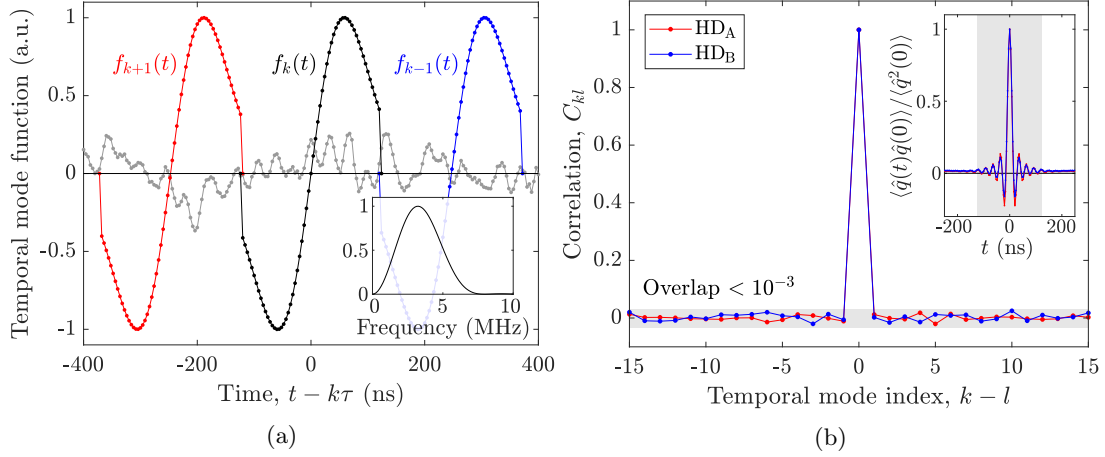 Temporal mode function (a.u.)
1
0.5
0
-0.5
-1
f_{k+1}(t)
f_k(t)
f_{k−1}(t)
1
0.5
0
0
5
10
Frequency (MHz)
-400
-200
0
200
400
Time, t − kτ (ns)
(a)
Correlation, C_{kl}
1
0.8
0.6
0.4
0.2
0
HD_A
HD_B
⟨q̂(t)q̂(0)⟩/⟨q̂²(0)⟩
1
0.5
0
-200
0
200
t (ns)
Overlap < 10^{−3}
-15
-10
-5
0
5
10
15
Temporal mode index, k − l
(b)